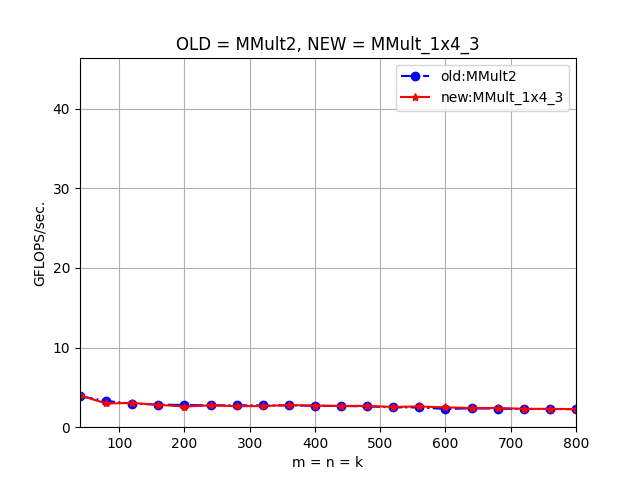 OLD = MMult2, NEW = MMult_1x4_3
old:MMult2
new:MMult_1x4_3
GFLOPS/sec.
40
30
20
10
0
100 200 300 400 500 600 700 800
m = n = k